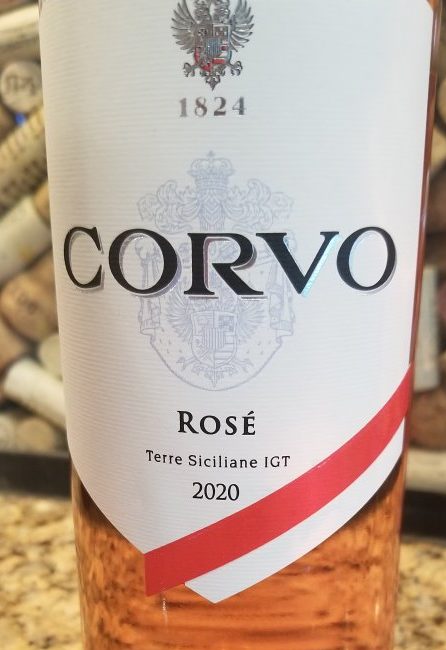 1824
CORVO
ROSÉ
Terre Siciliane IGT
2020